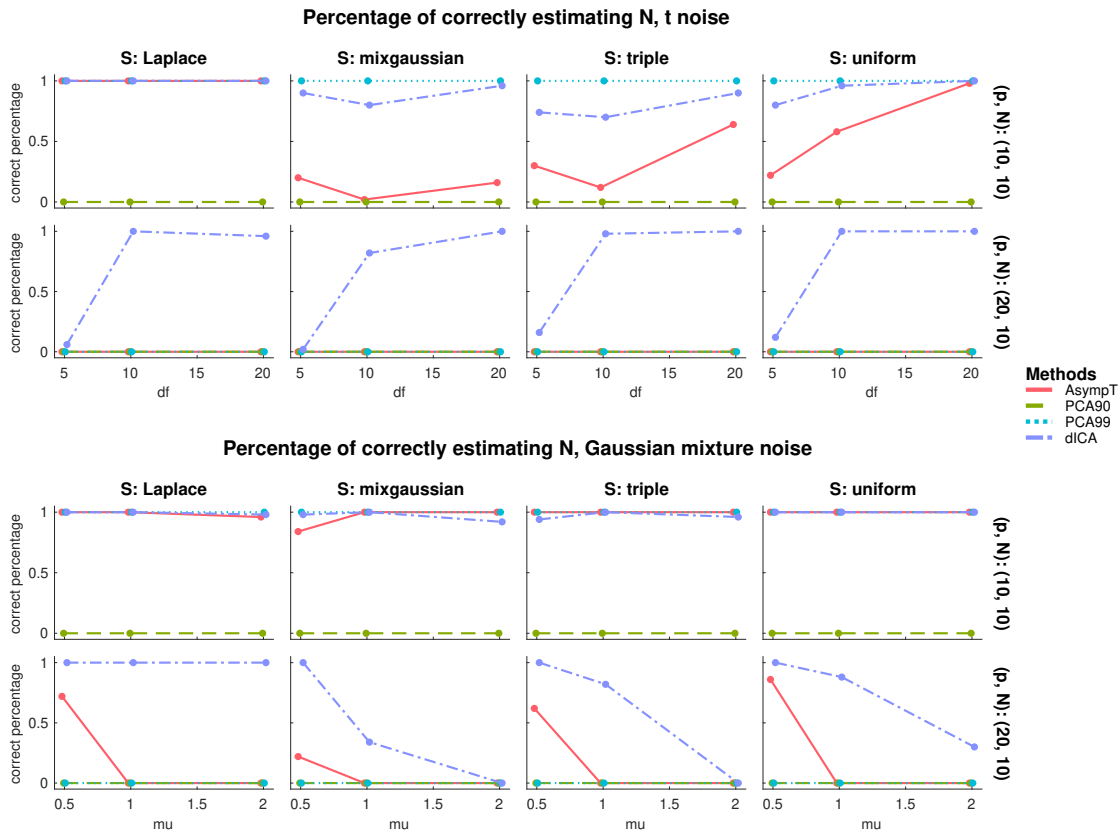 Percentage of correctly estimating N, t noise
S: Laplace S: mixgaussian S: triple S: uniform
correct percentage
1
0.5
0
(p, N): (10, 10)
correct percentage
1
0.5
0
(p, N): (20, 10)
5 10 15 20 5 10 15 20 5 10 15 20 5 10 15 20
df df df df
Methods
AsympT
PCA90
PCA99
dICA
Percentage of correctly estimating N, Gaussian mixture noise
S: Laplace S: mixgaussian S: triple S: uniform
correct percentage
1
0.5
0
(p, N): (10, 10)
correct percentage
1
0.5
0
(p, N): (20, 10)
0.5 1 1.5 2 0.5 1 1.5 2 0.5 1 1.5 2 0.5 1 1.5 2
mu mu mu mu